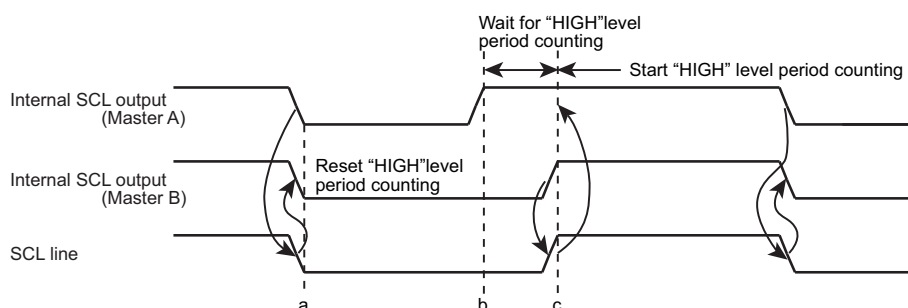 Wait for “HIGH”level
period counting
Start “HIGH” level period counting
Internal SCL output
(Master A)
Reset “HIGH”level
period counting
Internal SCL output
(Master B)
SCL line
a
b
c